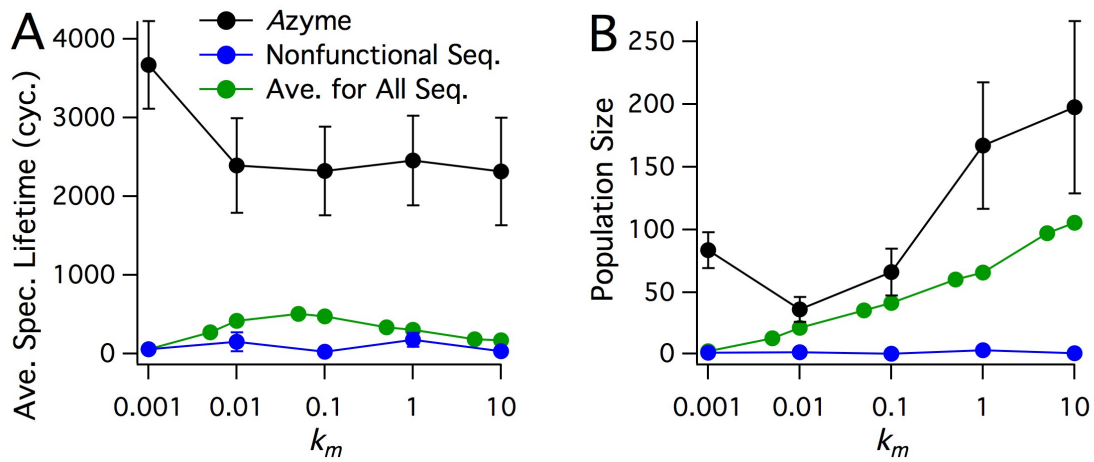 A
Azyme
Nonfunctional Seq.
Ave. for All Seq.
Ave. Spec. Lifetime (cyc.)
4000
3000
2000
1000
0
0.001 0.01 0.1 1 10
km
B
Population Size
250
200
150
100
50
0
0.001 0.01 0.1 1 10
km